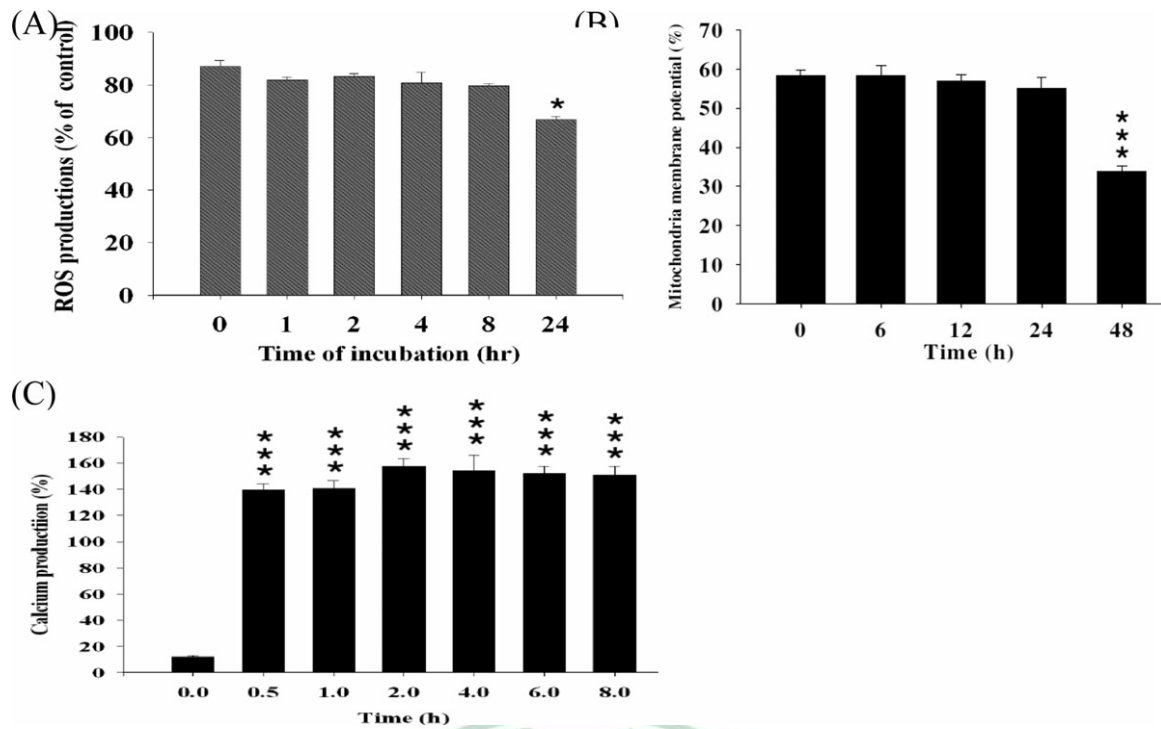 (A)
ROS productions (% of control)
100
80
60
40
20
0
*
0 1 2 4 8 24
Time of incubation (hr)
(B)
Mitochondria membrane potential (%)
70
60
50
40
30
20
10
0
***
0 6 12 24 48
Time (h)
(C)
Calcium productiion (%)
180
160
140
120
100
80
60
40
20
0
*** *** *** *** *** ***
0.0 0.5 1.0 2.0 4.0 6.0 8.0
Time (h)